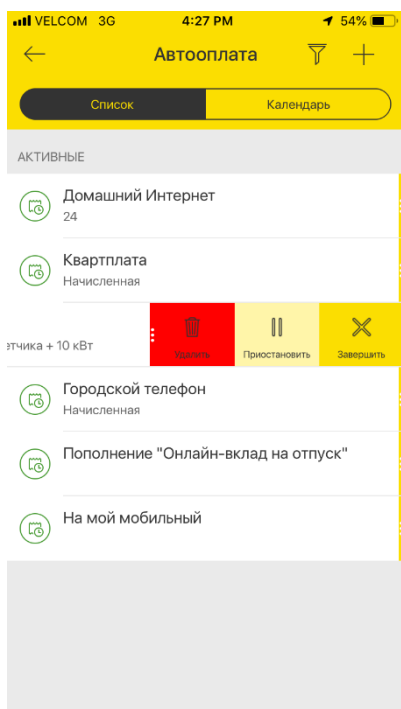 VELCOM 3G 4:27 PM 54%
Автооплата
Список Календарь
АКТИВНЫЕ
Домашний Интернет
24
Квартплата
Начисленная
етчика + 10 кВт Удалить Приостановить Завершить
Городской телефон
Начисленная
Пополнение "Онлайн-вклад на отпуск"
На мой мобильный